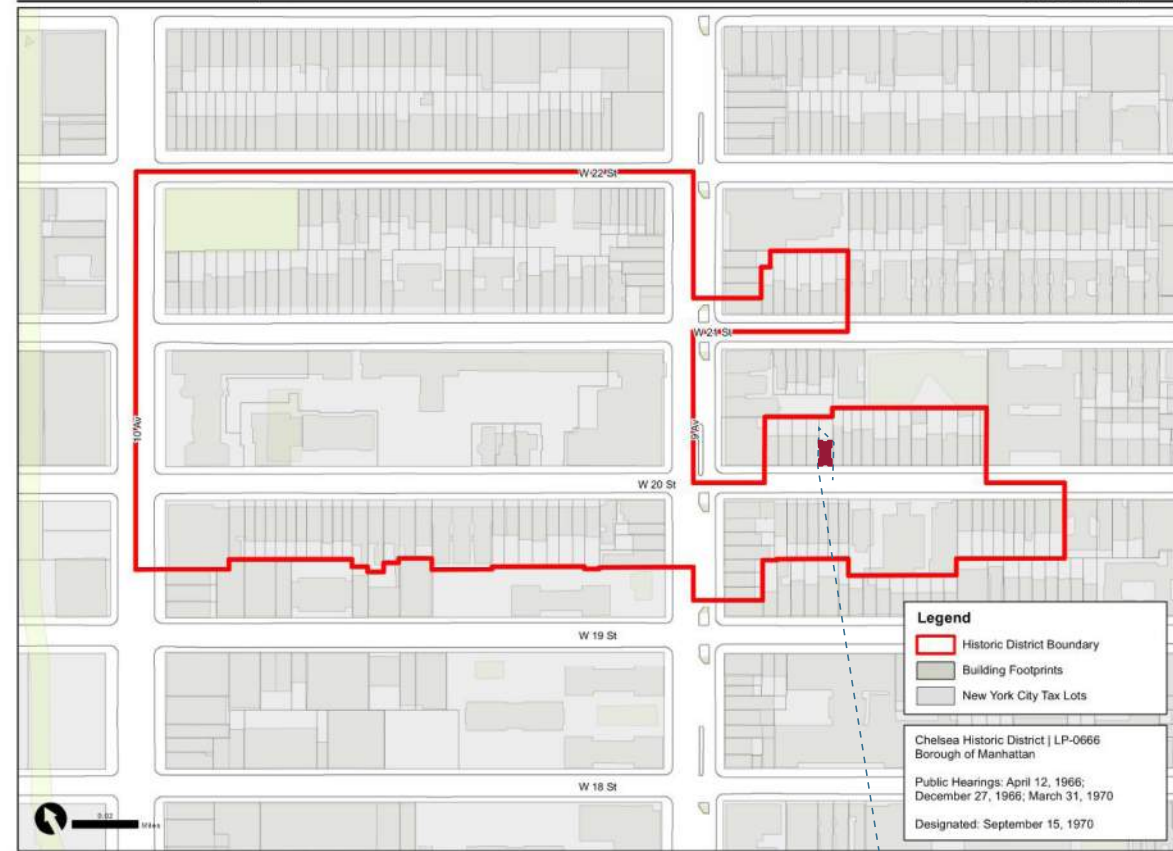 W 22 St
W 21 St
10 Av
9 Av
W 20 St
W 19 St
W 18 St
0.02
Miles
Legend
Historic District Boundary
Building Footprints
New York City Tax Lots
Chelsea Historic District | LP-0666
Borough of Manhattan
Public Hearings: April 12, 1966;
December 27, 1966; March 31, 1970
Designated: September 15, 1970